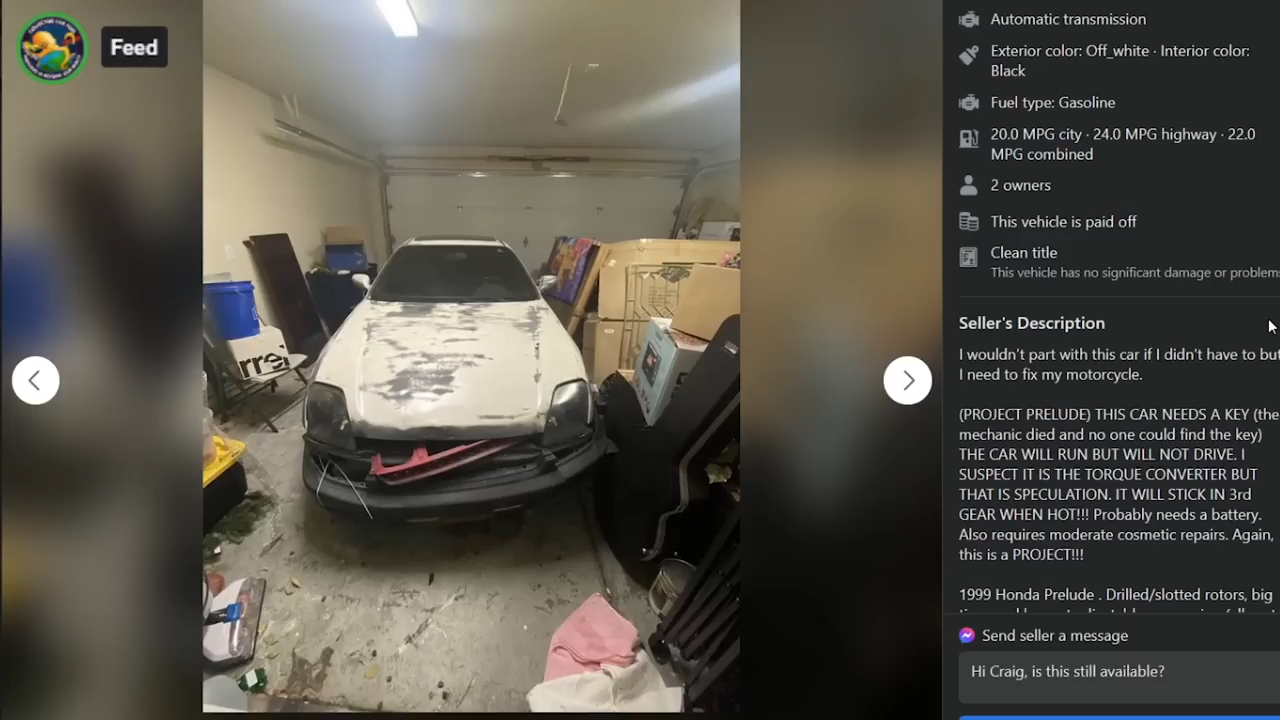 Feed
Automatic transmission
Exterior color: Off_white · Interior color:
Black
Fuel type: Gasoline
20.0 MPG city · 24.0 MPG highway · 22.0
MPG combined
2 owners
This vehicle is paid off
Clean title
This vehicle has no significant damage or problem
Seller's Description
I wouldn't part with this car if I didn't have to but
I need to fix my motorcycle.
(PROJECT PRELUDE) THIS CAR NEEDS A KEY (the
mechanic died and no one could find the key)
THE CAR WILL RUN BUT WILL NOT DRIVE. I
SUSPECT IT IS THE TORQUE CONVERTER BUT
THAT IS SPECULATION. IT WILL STICK IN 3rd
GEAR WHEN HOT!!! Probably needs a battery.
Also requires moderate cosmetic repairs. Again,
this is a PROJECT!!!
1999 Honda Prelude . Drilled/slotted rotors, big
Send seller a message
Hi Craig, is this still available?